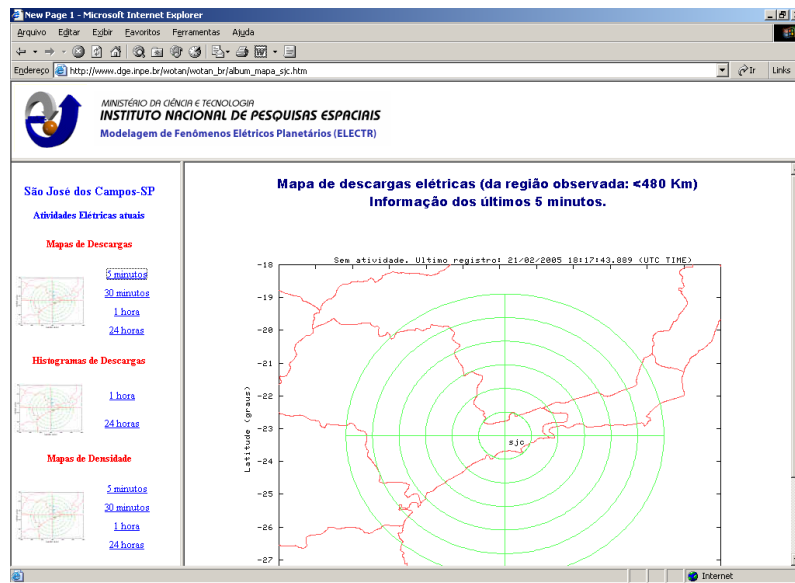 New Page 1 - Microsoft Internet Explorer
Arquivo Editar Exibir Favoritos Ferramentas Ajuda
Endereço http://www.dge.inpe.br/wotan/wotan_br/album_mapa_sjc.htm Ir Links
MINISTÉRIO DA CIÊNCIA E TECNOLOGIA
INSTITUTO NACIONAL DE PESQUISAS ESPACIAIS
Modelagem de Fenômenos Elétricos Planetários (ELECTR)
São José dos Campos-SP
Atividades Elétricas atuais
Mapas de Descargas
5 minutos
30 minutos
1 hora
24 horas
Histogramas de Descargas
1 hora
24 horas
Mapas de Densidade
5 minutos
30 minutos
1 hora
24 horas
Mapa de descargas elétricas (da região observada: <480 Km)
Informação dos últimos 5 minutos.
Sem atividade. Ultimo registro: 21/02/2005 18:17:43.889 (UTC TIME)
-18
-19
-20
-21
-22
-23
-24
-25
-26
-27
Latitude (graus)
sjc
Internet